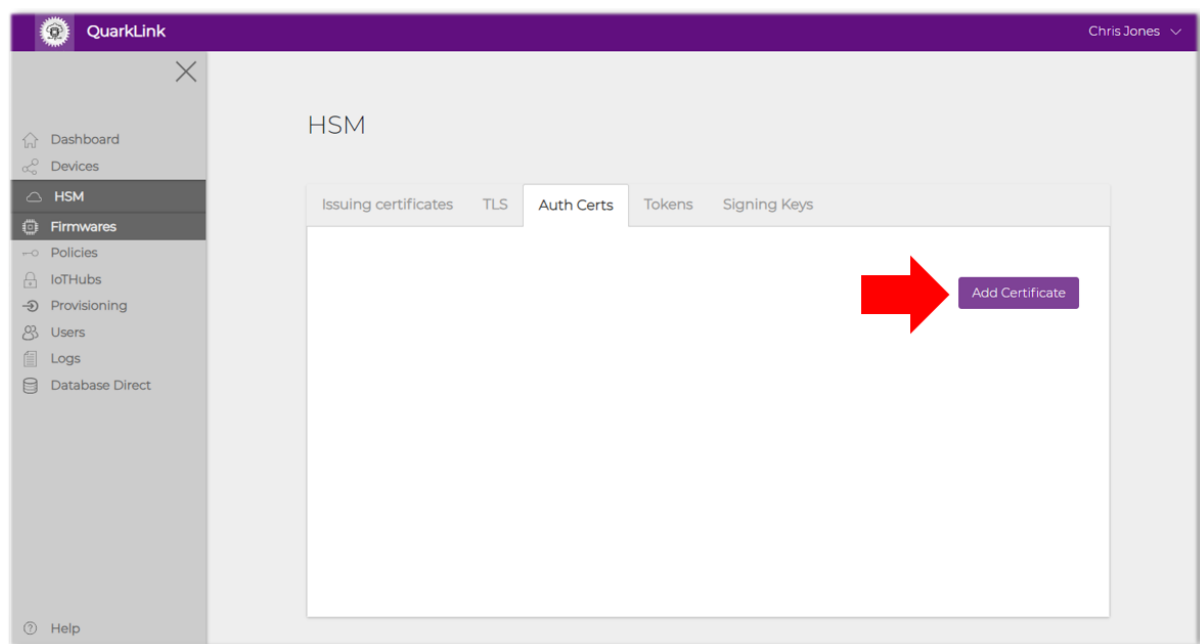 QuarkLink
Chris Jones
Dashboard
Devices
HSM
Firmwares
Policies
IoTHubs
Provisioning
Users
Logs
Database Direct
Help
HSM
Issuing certificates TLS Auth Certs Tokens Signing Keys
Add Certificate